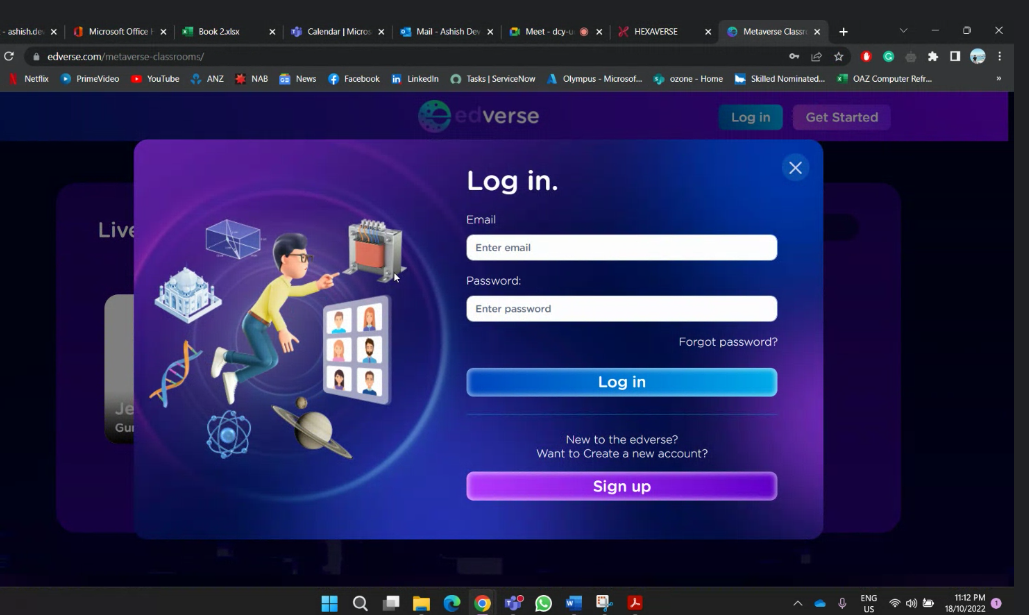 - ashish.dev
Microsoft Office H
Book 2.xlsx
Calendar | Micros
Mail - Ashish Dev
Meet - dcy-u
HEXAVERSE
Metaverse Classr
edverse.com/metaverse-classrooms/
Netflix
PrimeVideo
YouTube
ANZ
NAB
News
Facebook
LinkedIn
Tasks | ServiceNow
Olympus - Microsof...
ozone - Home
Skilled Nominated...
OAZ Computer Refr...
»
edverse
Log in
Get Started
Live
Log in.
Email
Enter email
Password:
Enter password
Forgot password?
Log in
Je
Gur
New to the edverse?
Want to Create a new account?
Sign up
ENG
US
11:12 PM
18/10/2022
1